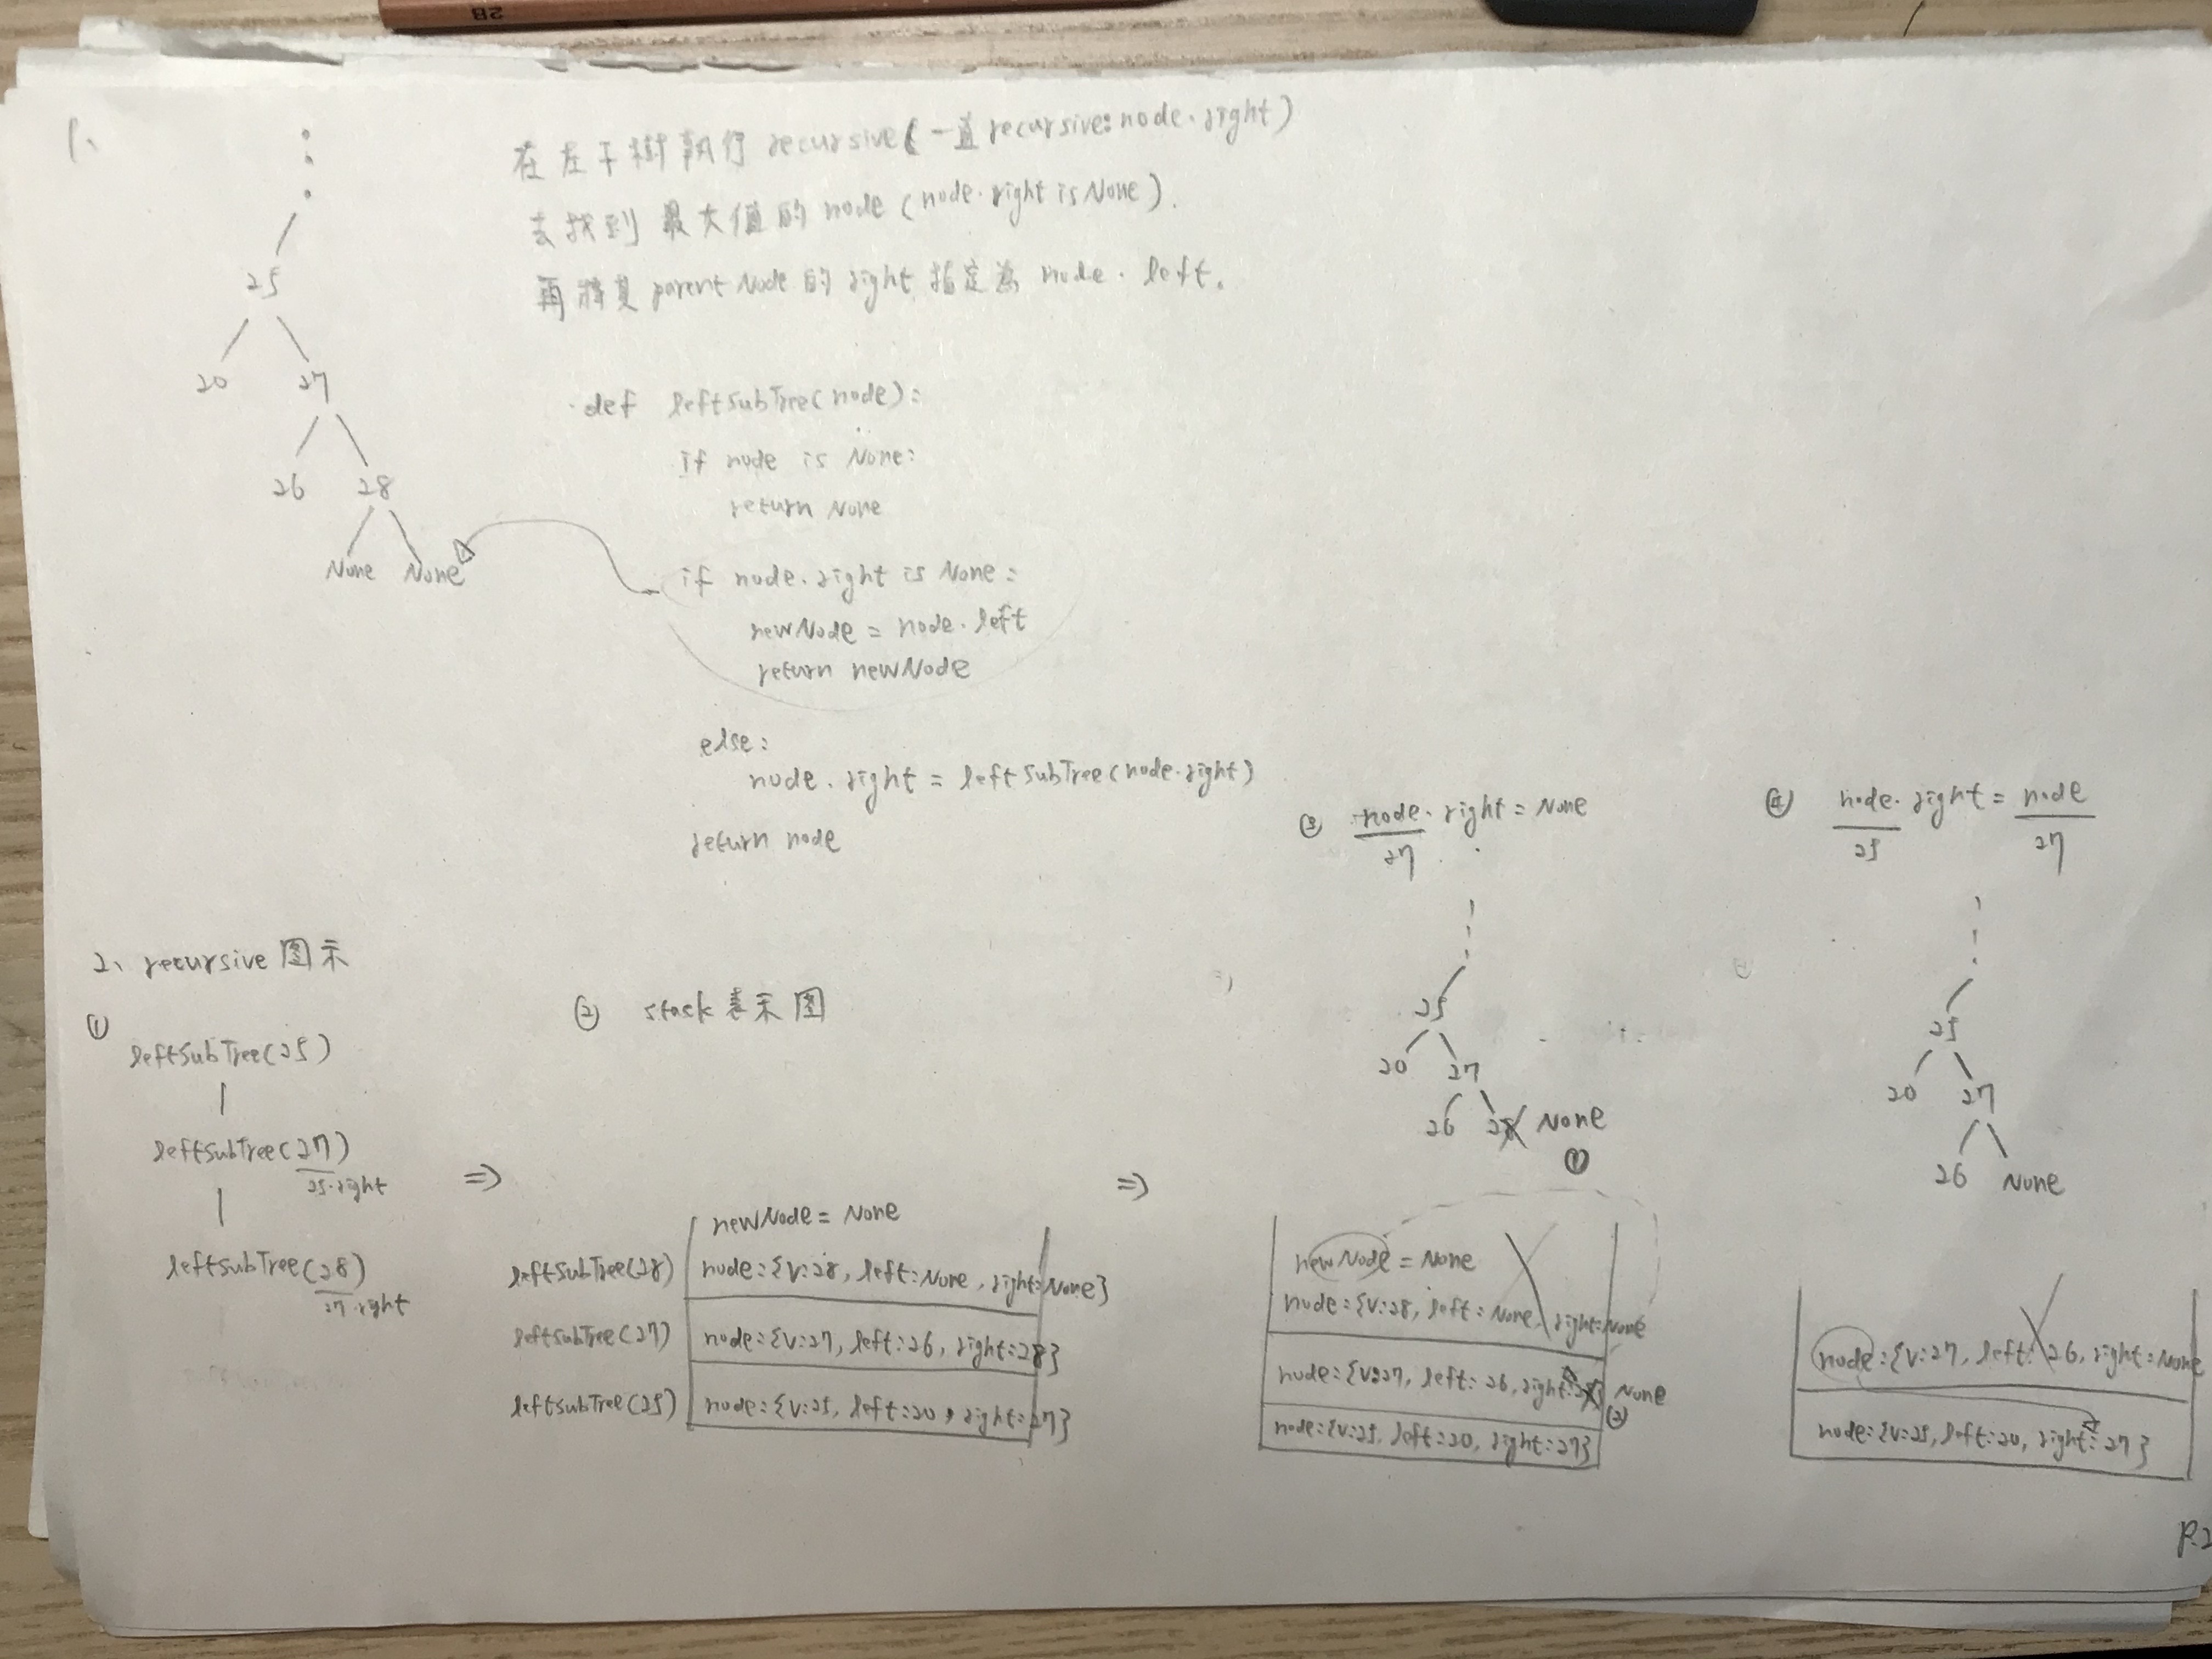 2B
1、
在左子樹執行 recursive(一直 recursive: node.right)
去找到最大值的 node (node.right is None).
再將其 parent Node 的 right 指定為 node.left。
25
20 27
26 28
None None
def leftSubTree(node):
if node is None:
return None
if node.right is None:
newNode = node.left
return newNode
else:
node.right = leftSubTree(node.right)
return node
2、recursive 图示
①
leftSubTree(25)
leftSubTree(27)
25.right
leftSubTree(28)
27.right
⇒
② stack 表示图
newNode = None
leftSubTree(28) node:{v:28, left:None, right:None}
leftSubTree(27) node:{v:27, left:26, right:28}
leftSubTree(25) node:{v:25, left:20, right:27}
⇒
③ node.right = None
27
25
20 27
26 28 None
①
newNode = None
node:{v:28, left:None, right:None
node:{v:27, left:26, right:28} None
②
node:{v:25, left:20, right:27}
④ node.right = node
25 27
25
20 27
26 None
node:{v:27, left:26, right:None
node:{v:25, left:20, right:27}
P.2